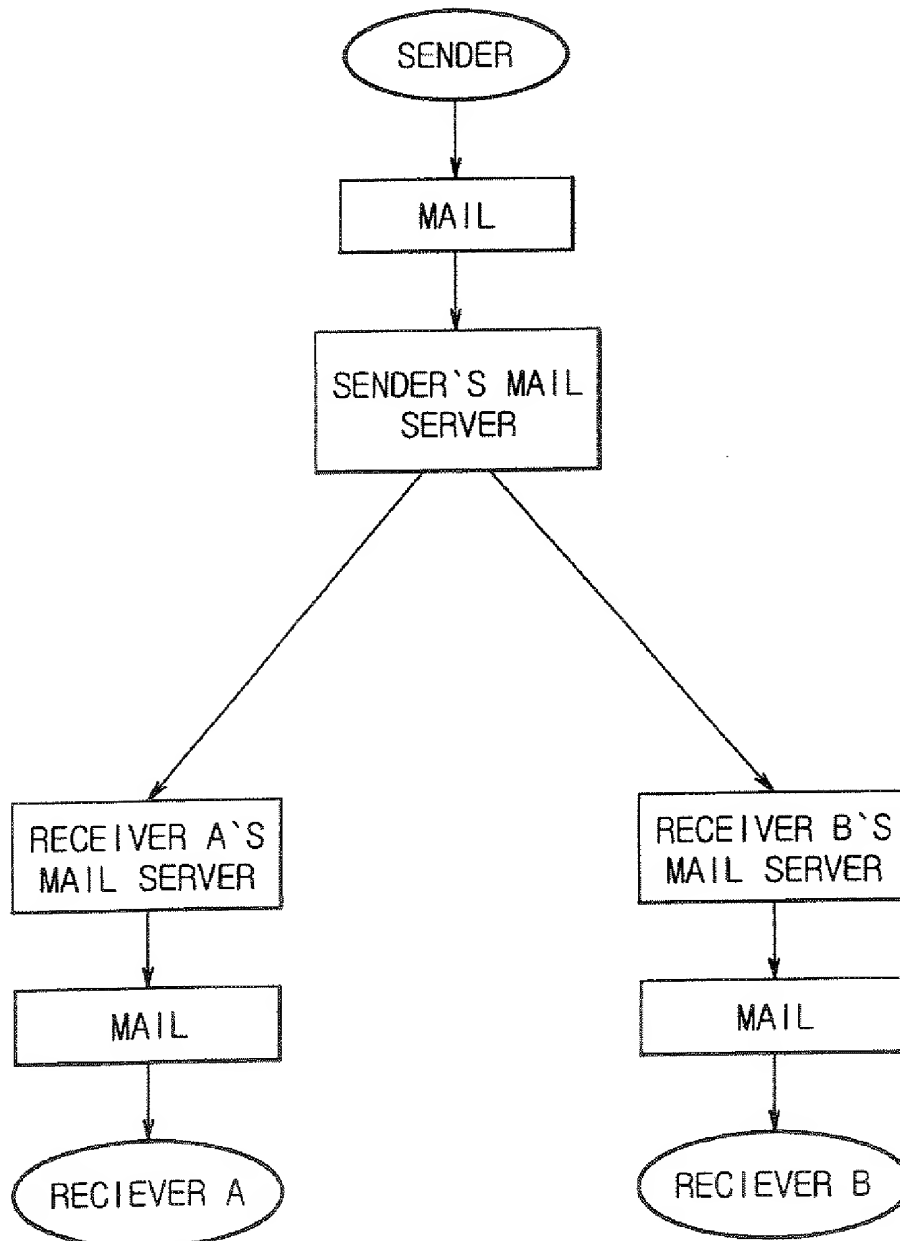 SENDER
MAIL
SENDER`S MAIL
SERVER
RECEIVER A`S
MAIL SERVER
RECEIVER B`S
MAIL SERVER
MAIL
MAIL
RECIEVER A
RECIEVER B